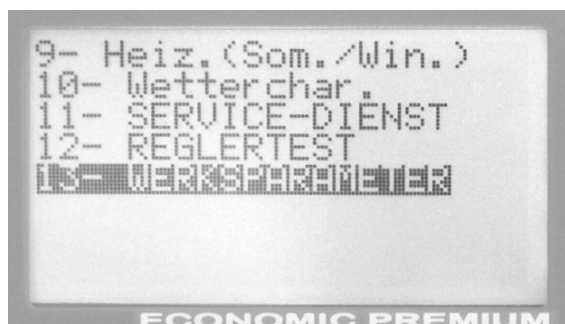 9- Heiz.(Som./Win.)
10- Wetterchar.
11- SERVICE-DIENST
12- REGLERTEST
13- WERKSPARAMETER
ECONOMIC PREMIUM